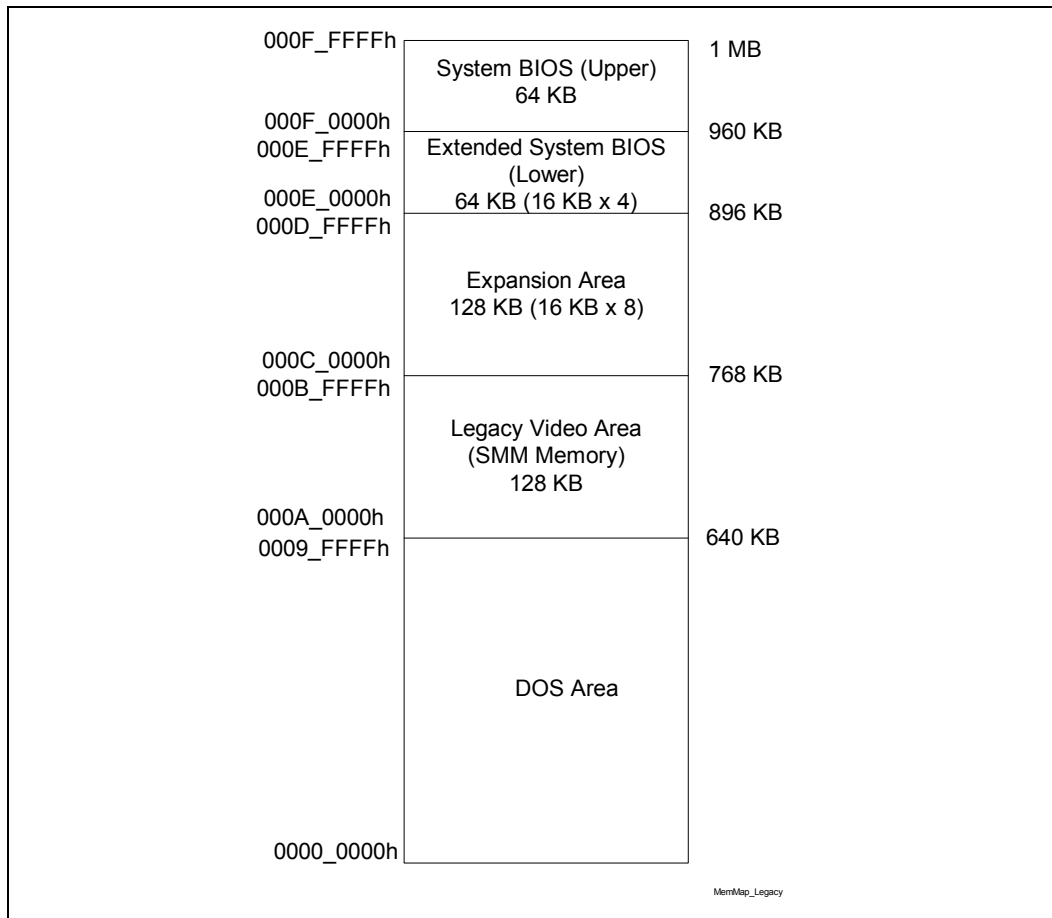 000F_FFFFh
1 MB
System BIOS (Upper)
64 KB
000F_0000h
960 KB
000E_FFFFh
Extended System BIOS
(Lower)
64 KB (16 KB x 4)
000E_0000h
896 KB
000D_FFFFh
Expansion Area
128 KB (16 KB x 8)
000C_0000h
768 KB
000B_FFFFh
Legacy Video Area
(SMM Memory)
128 KB
000A_0000h
640 KB
0009_FFFFh
DOS Area
0000_0000h
MemMap_Legacy